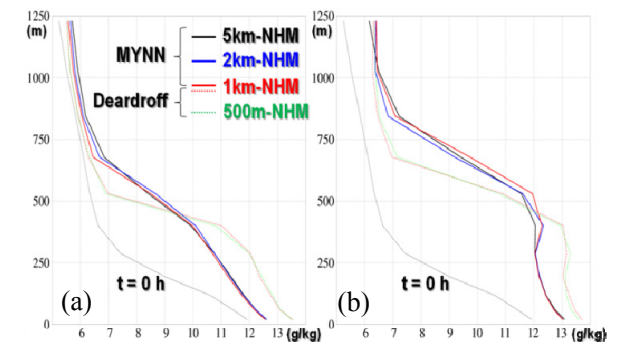 1250
(m)
1000
750
500
250
0
MYNN
Deardroff
5km-NHM
2km-NHM
1km-NHM
500m-NHM
t = 0 h
(a)
6 7 8 9 10 11 12 13 (g/kg)
1250
(m)
1000
750
500
250
0
t = 0 h
(b)
6 7 8 9 10 11 12 13 (g/kg)